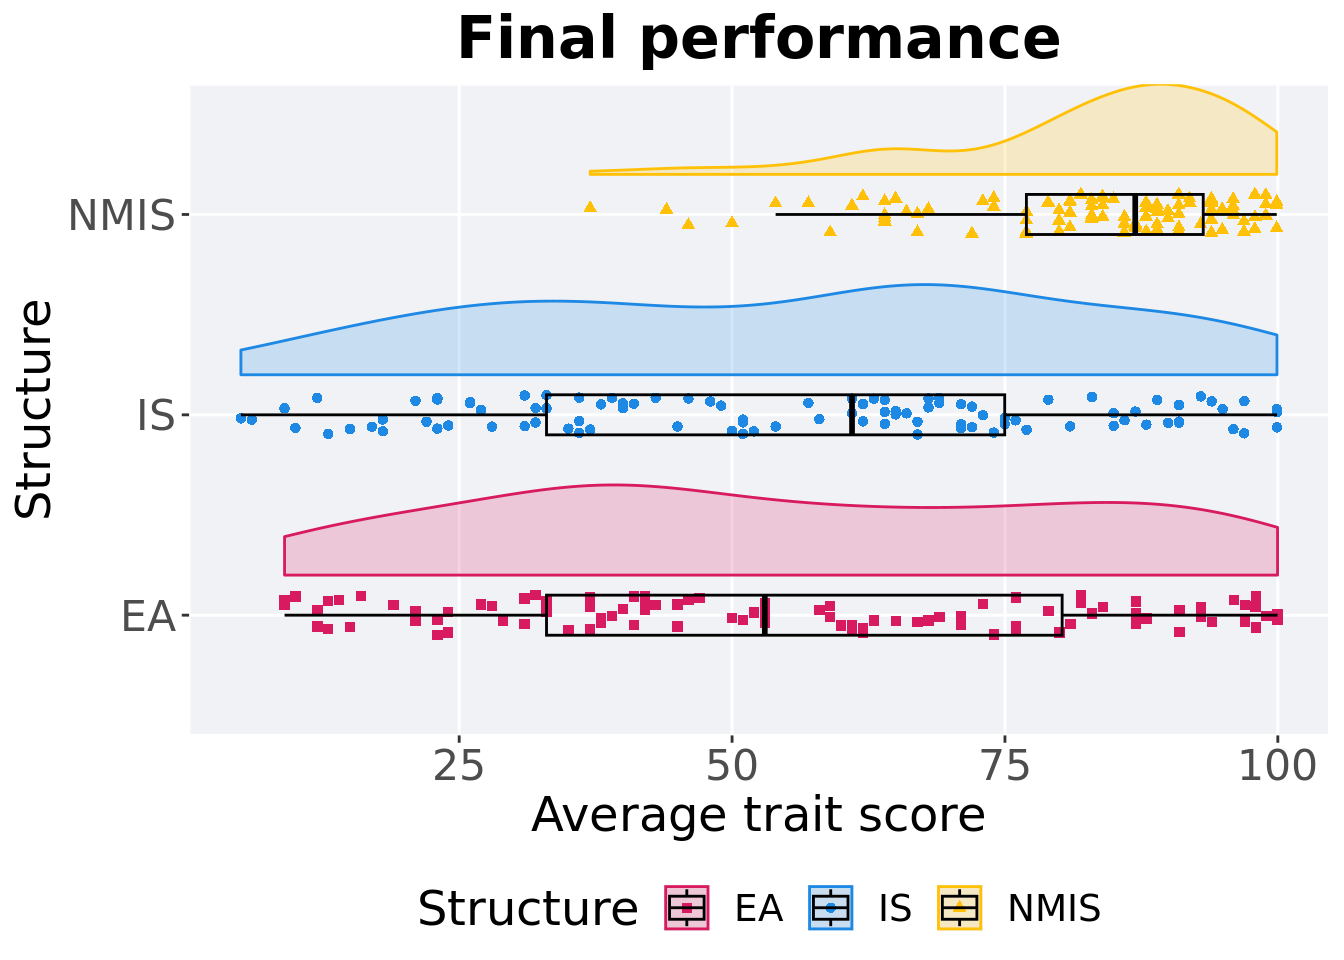 Final performance
Structure
NMIS
IS
EA
25 50 75 100
Average trait score
Structure EA IS NMIS